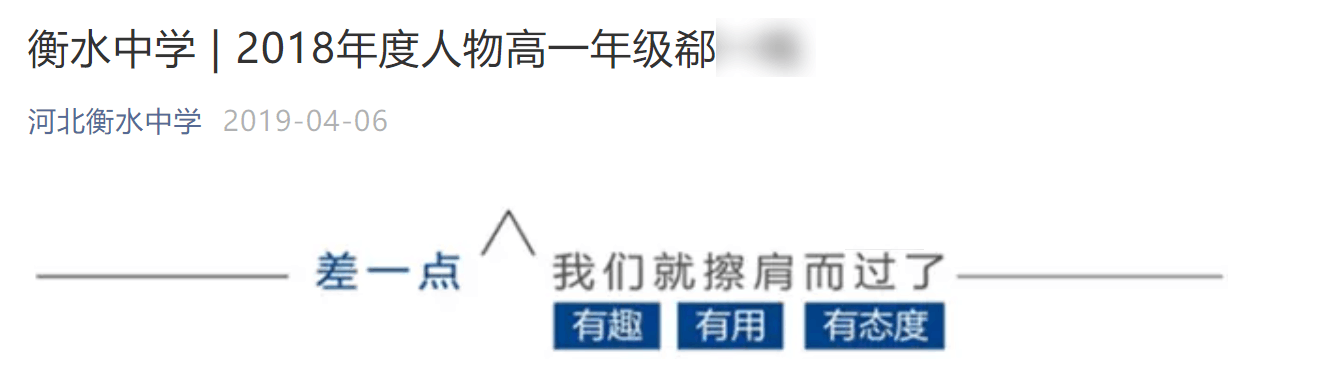 衡水中学 | 2018年度人物高一年级郗
河北衡水中学 2019-04-06
差一点 我们就擦肩而过了
有趣 有用 有态度